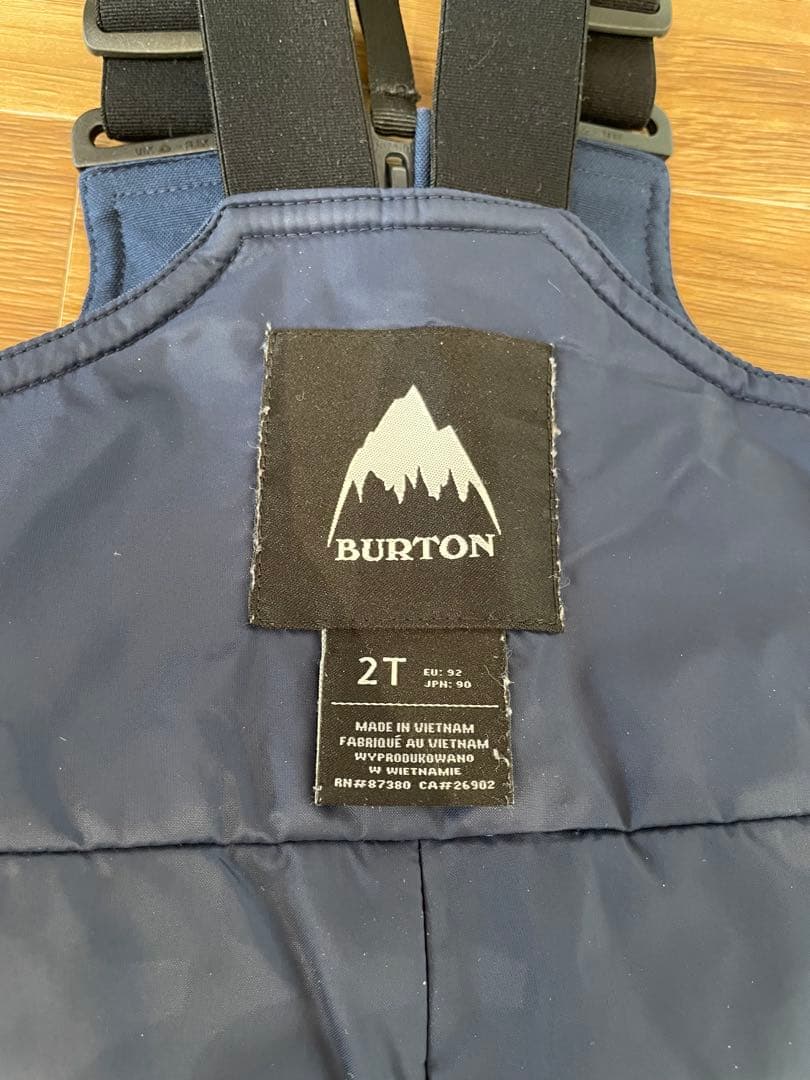 BURTON
2T
EU: 92
JPN: 90
MADE IN VIETNAM
FABRIQUÉ AU VIETNAM
WYPRODUKOWANO
W WIETNAMIE
RN#87380 CA#26902